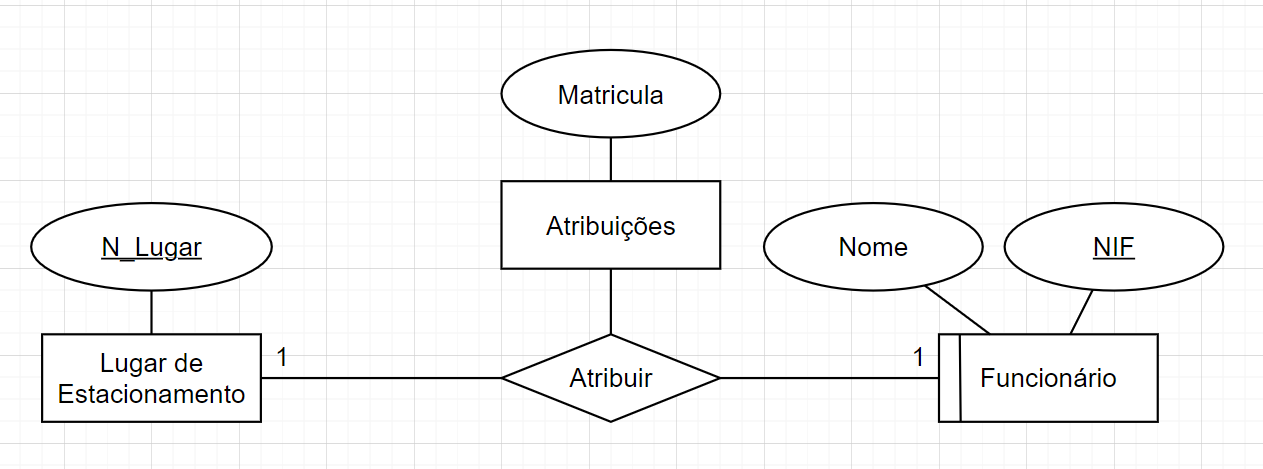 Matricula
Atribuições
N_Lugar
Nome
NIF
Lugar de
Estacionamento
1
Atribuir
1
Funcionário